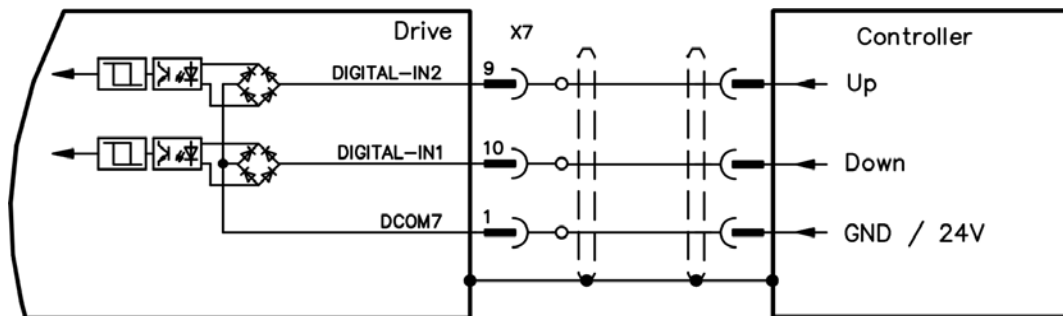 Drive X7 Controller
DIGITAL-IN2 9 Up
DIGITAL-IN1 10 Down
DCOM7 1 GND / 24V